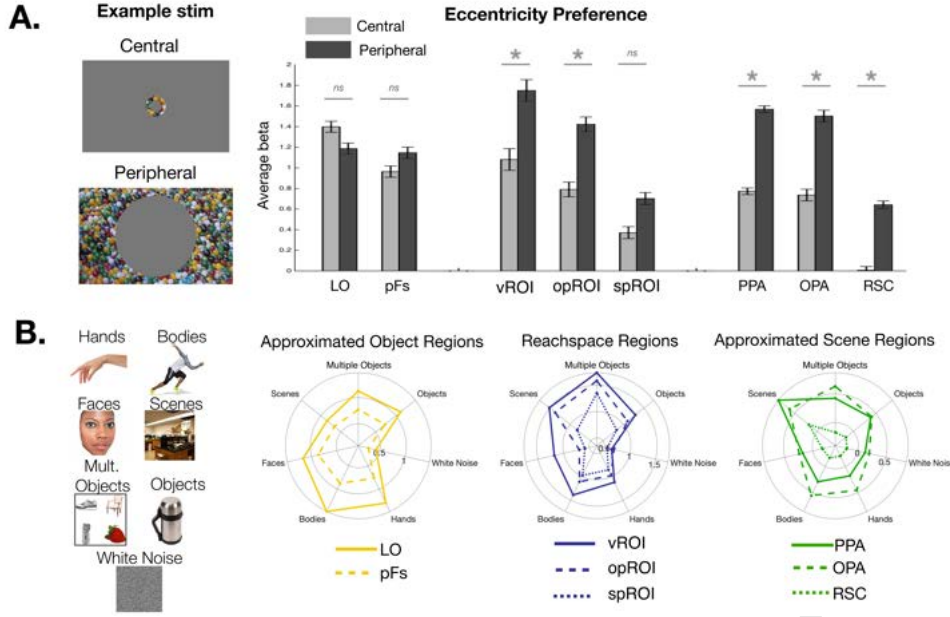 A.
Example stim
Central
Peripheral
Eccentricity Preference
Central
Peripheral
ns
ns
*
*
ns
*
*
*
Average beta
1.8
1.4
1.2
1
0.8
0.6
0.4
0.2
0
LO
pFs
vROI
opROI
spROI
PPA
OPA
RSC
B.
Hands
Bodies
Faces
Scenes
Mult.
Objects
Objects
White Noise
Approximated Object Regions
Scenes
Objects
Faces
White Noise
Bodies
Hands
0.5
1
LO
pFs
Reachspace Regions
Multiple Objects
Scenes
Objects
Faces
White Noise
Bodies
Hands
1
1.5
vROI
opROI
spROI
Approximated Scene Regions
Multiple Objects
Scenes
Objects
Faces
White Noise
Bodies
Hands
0
0.5
PPA
OPA
RSC